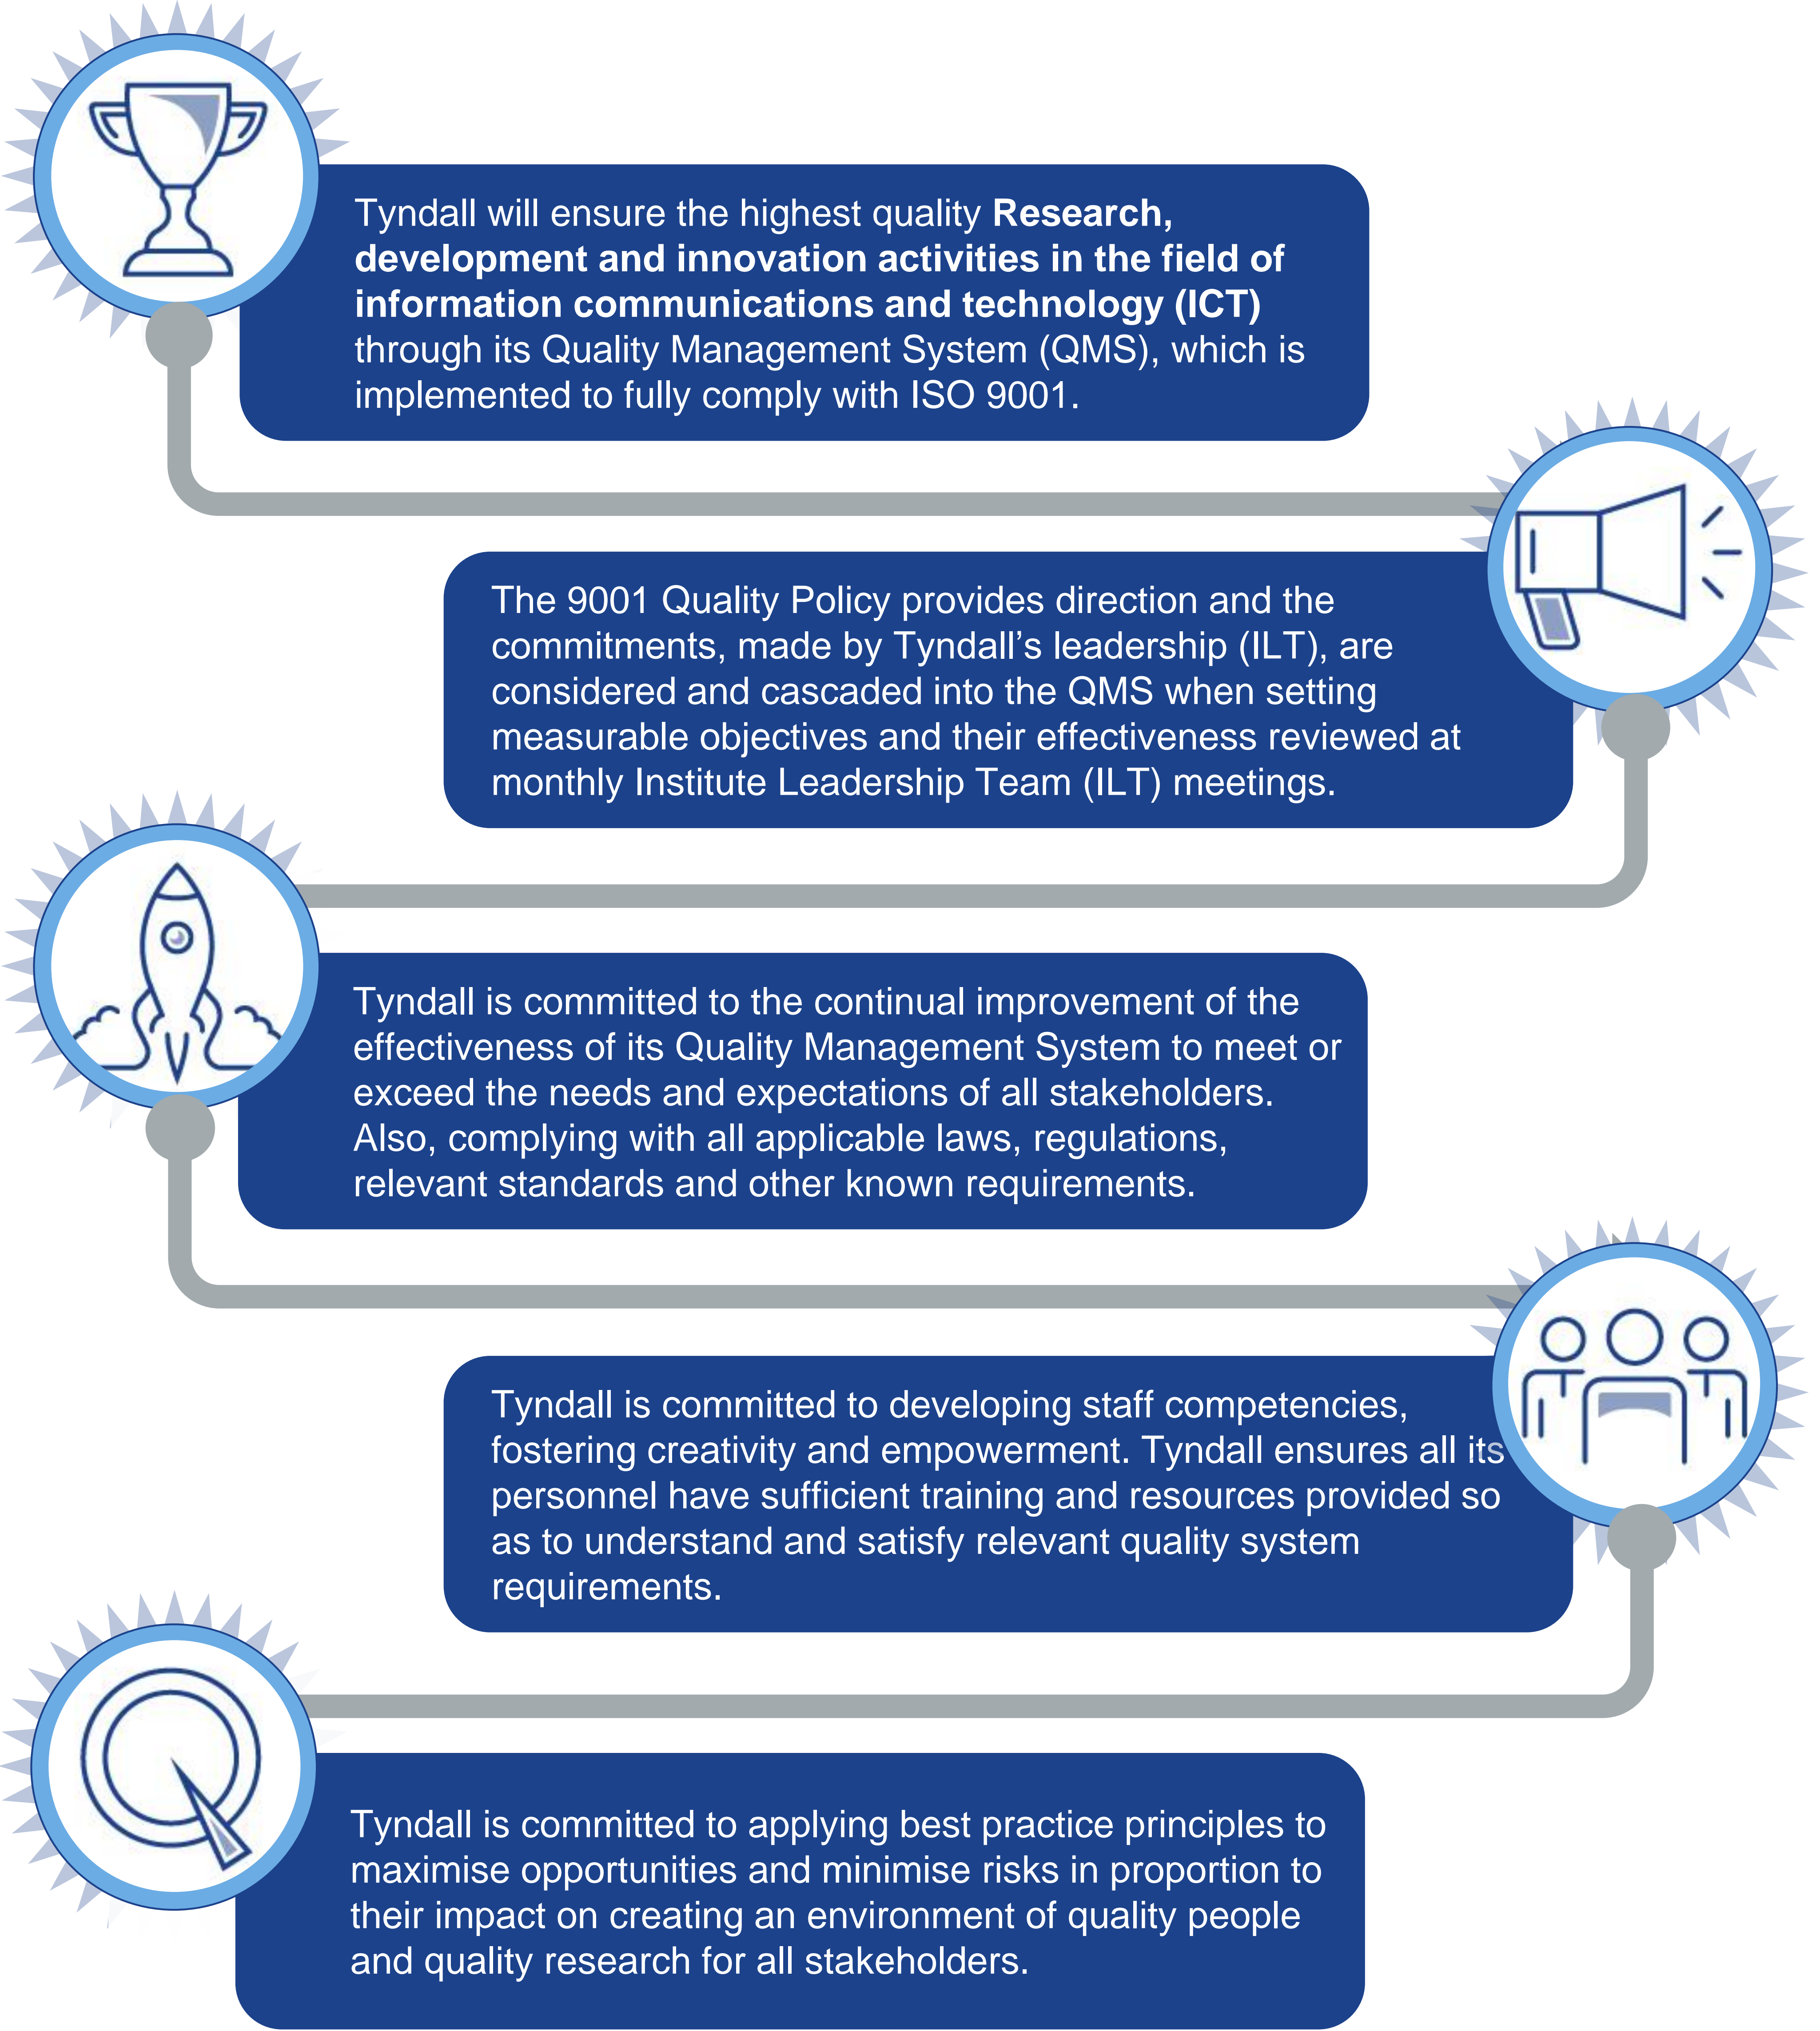 Tyndall will ensure the highest quality Research,
development and innovation activities in the field of
information communications and technology (ICT)
through its Quality Management System (QMS), which is
implemented to fully comply with ISO 9001.
The 9001 Quality Policy provides direction and the
commitments, made by Tyndall’s leadership (ILT), are
considered and cascaded into the QMS when setting
measurable objectives and their effectiveness reviewed at
monthly Institute Leadership Team (ILT) meetings.
Tyndall is committed to the continual improvement of the
effectiveness of its Quality Management System to meet or
exceed the needs and expectations of all stakeholders.
Also, complying with all applicable laws, regulations,
relevant standards and other known requirements.
Tyndall is committed to developing staff competencies,
fostering creativity and empowerment. Tyndall ensures all its
personnel have sufficient training and resources provided so
as to understand and satisfy relevant quality system
requirements.
Tyndall is committed to applying best practice principles to
maximise opportunities and minimise risks in proportion to
their impact on creating an environment of quality people
and quality research for all stakeholders.